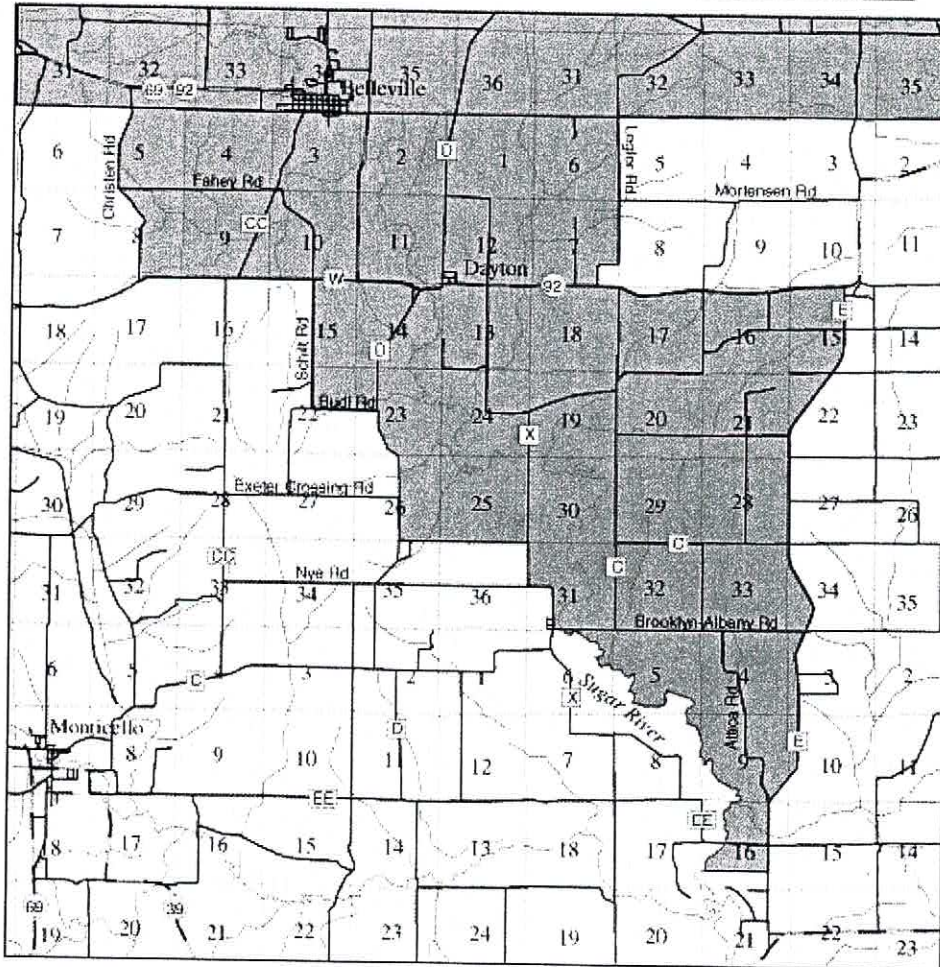 31 32 33 34 35 36 31 32 33 34 35
69 92
Belleville
D
6 5 4 3 2 1 6 5 4 3 2
Christen Rd
Legler Rd
Fahey Rd
Mortensen Rd
CC
7 8 9 10 11 12 7 8 9 10 11
Dayton
W
92
18 17 16 15 14 13 18 17 16 15 14
E
Schitt Rd
D
Budl Rd
19 20 21 22 23 24 19 20 21 22 23
X
Exeter Crossing Rd
30 29 28 27 26 25 30 29 28 27 26
C
CC
C
Nye Rd
31 32 33 34 35 36 31 32 33 34 35
Brooklyn-Albany Rd
6 5 3 2 1 6 5 4 3 2
C
Sugar River
X
Attica Rd
D
E
Monticello
8 9 10 11 12 7 8 9 10 11
EE
EE
18 17 16 15 14 13 18 17 16 15 14
69
39
19 20 21 22 23 24 19 20 21 22 23